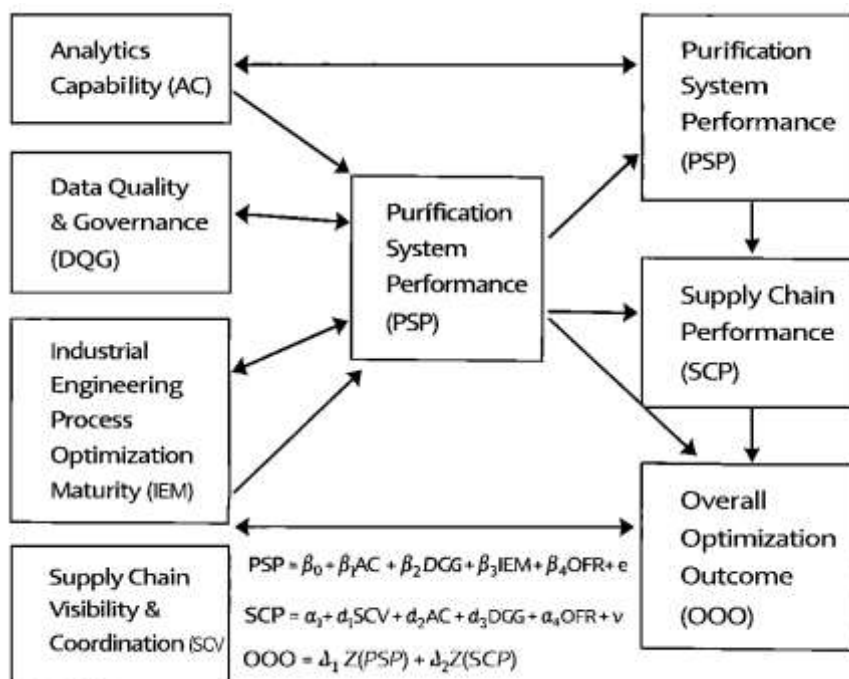 Analytics
Capability (AC)
Data Quality
& Governance
(DQG)
Industrial
Engineering
Process
Optimization
Maturity (IEM)
Supply Chain
Visibility &
Coordination (SCV
Purification
System
Performance
(PSP)
Purification
System
Performance
(PSP)
Supply Chain
Performance
(SCP)
Overall
Optimization
Outcome
(OOO)
PSP = β₀ + β₁AC + β₂DGG + β₃IEM + β₄OFR + e
SCP = α₃ + d₁SCV + d₂AC + d₃DGG + α₄OFR + v
OOO = Δ₁ Z(PSP) + Δ₂Z(SCP)